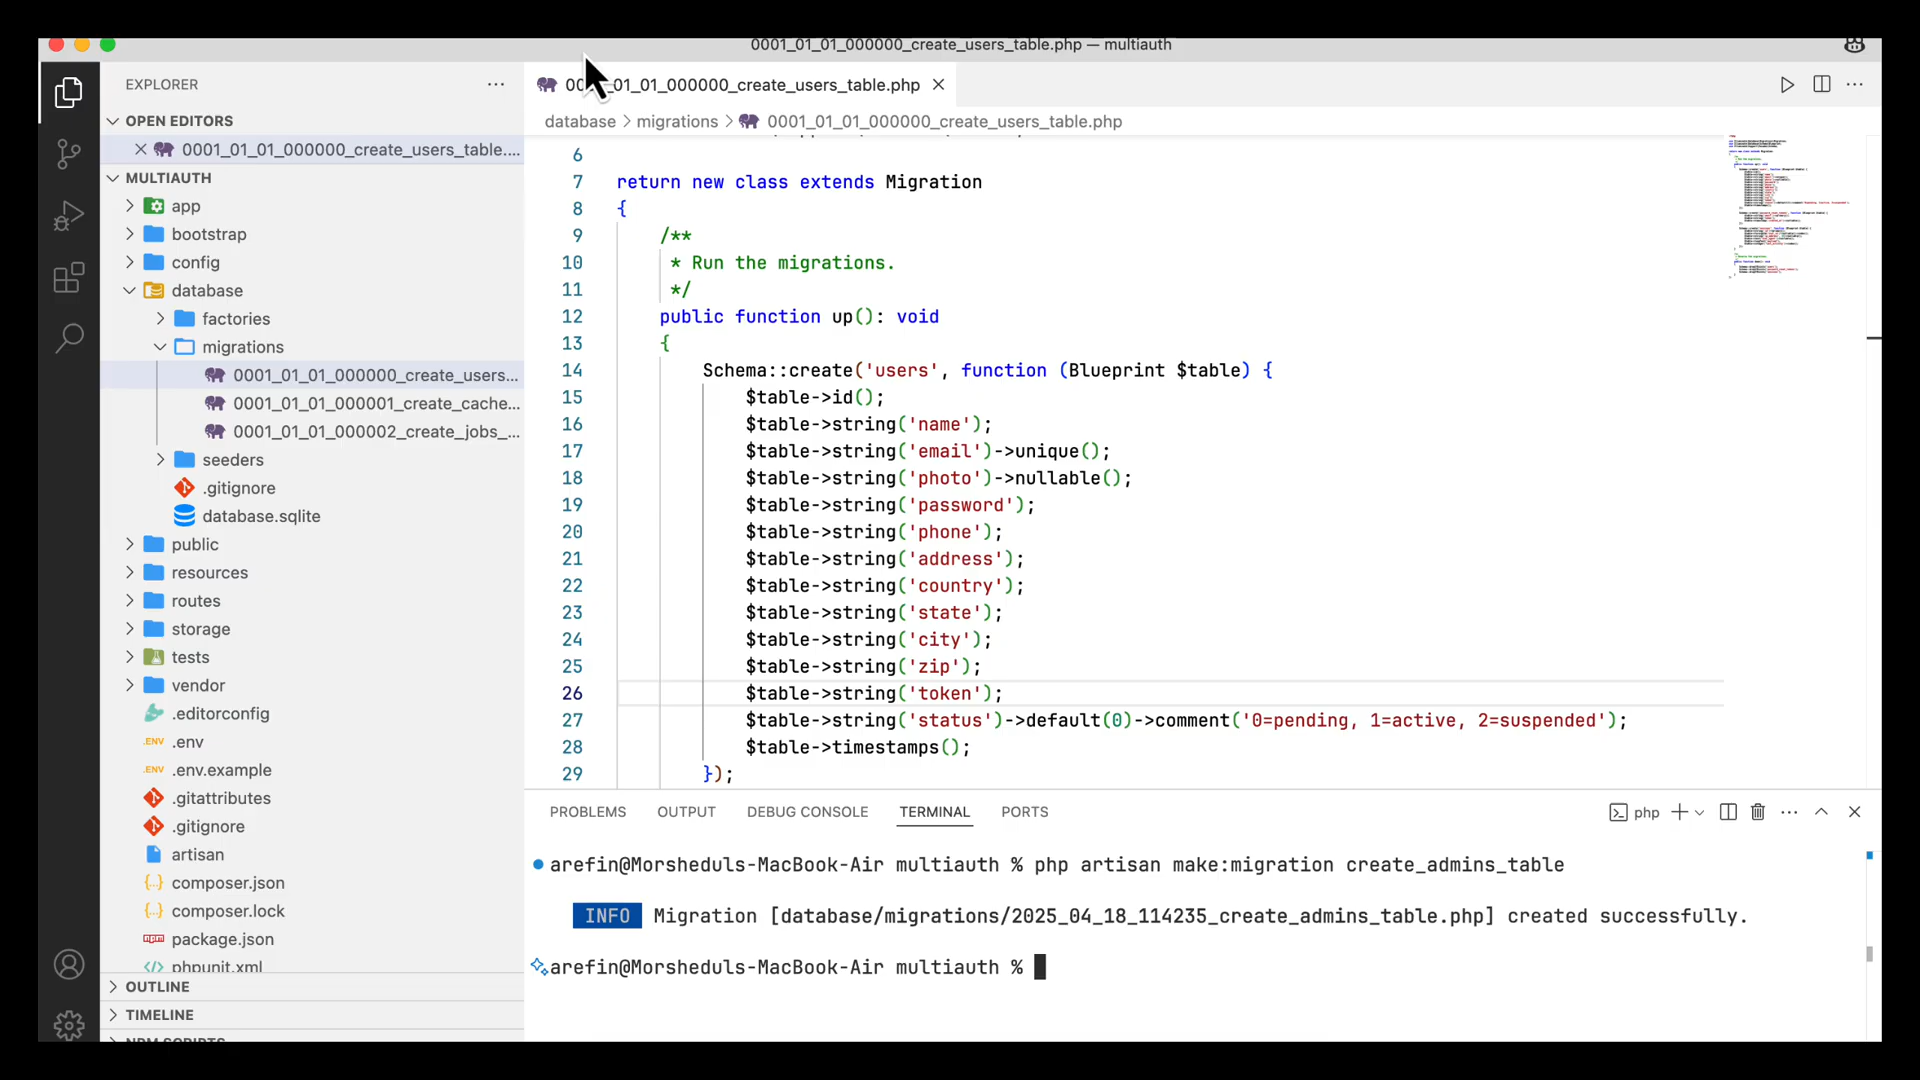 0001_01_01_000000_create_users_table.php — multiauth
EXPLORER
OPEN EDITORS
0001_01_01_000000_create_users_table....
MULTIAUTH
app
bootstrap
config
database
factories
migrations
0001_01_01_000000_create_users...
0001_01_01_000001_create_cache...
0001_01_01_000002_create_jobs_...
seeders
.gitignore
database.sqlite
public
resources
routes
storage
tests
vendor
.editorconfig
.ENV .env
.ENV .env.example
.gitattributes
.gitignore
artisan
{..} composer.json
{..} composer.lock
npm package.json
</> phpunit.xml
OUTLINE
TIMELINE
NPM SCRIPTS
01_01_000000_create_users_table.php
database > migrations > 0001_01_01_000000_create_users_table.php
6
7 return new class extends Migration
8 {
9 /**
10 * Run the migrations.
11 */
12 public function up(): void
13 {
14 Schema::create('users', function (Blueprint $table) {
15 $table->id();
16 $table->string('name');
17 $table->string('email')->unique();
18 $table->string('photo')->nullable();
19 $table->string('password');
20 $table->string('phone');
21 $table->string('address');
22 $table->string('country');
23 $table->string('state');
24 $table->string('city');
25 $table->string('zip');
26 $table->string('token');
27 $table->string('status')->default(0)->comment('0=pending, 1=active, 2=suspended');
28 $table->timestamps();
29 });
PROBLEMS OUTPUT DEBUG CONSOLE TERMINAL PORTS
php
arefin@Morsheduls-MacBook-Air multiauth % php artisan make:migration create_admins_table
INFO Migration [database/migrations/2025_04_18_114235_create_admins_table.php] created successfully.
arefin@Morsheduls-MacBook-Air multiauth %